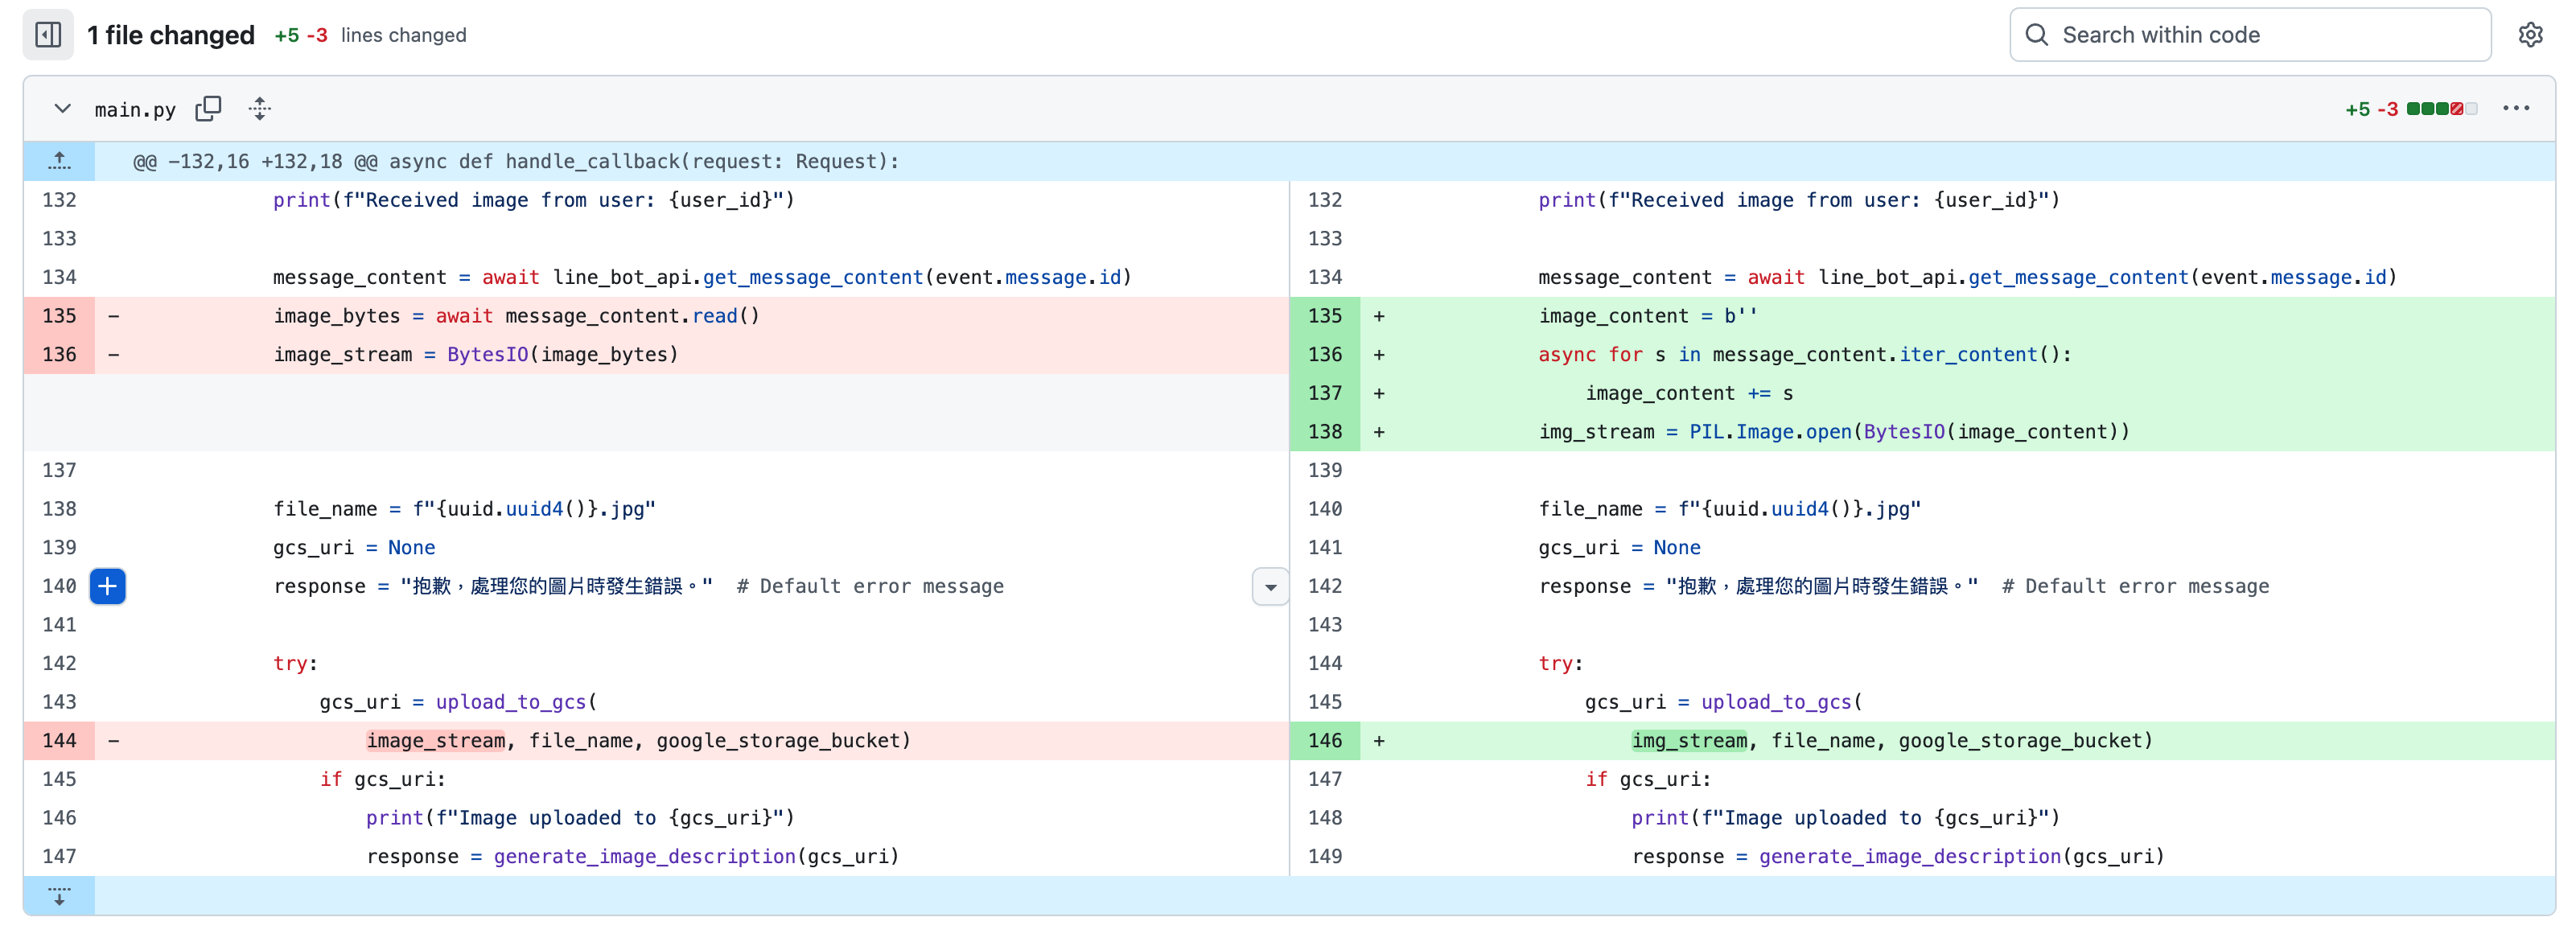 1 file changed +5 -3 lines changed
Search within code
main.py
+5 -3
@@ -132,16 +132,18 @@ async def handle_callback(request: Request):
132 print(f"Received image from user: {user_id}")
133
134 message_content = await line_bot_api.get_message_content(event.message.id)
135 - image_bytes = await message_content.read()
136 - image_stream = BytesIO(image_bytes)
137
138 file_name = f"{uuid.uuid4()}.jpg"
139 gcs_uri = None
140 response = "抱歉，處理您的圖片時發生錯誤。"  # Default error message
141
142 try:
143 gcs_uri = upload_to_gcs(
144 - image_stream, file_name, google_storage_bucket)
145 if gcs_uri:
146 print(f"Image uploaded to {gcs_uri}")
147 response = generate_image_description(gcs_uri)
132 print(f"Received image from user: {user_id}")
133
134 message_content = await line_bot_api.get_message_content(event.message.id)
135 + image_content = b''
136 + async for s in message_content.iter_content():
137 + image_content += s
138 + img_stream = PIL.Image.open(BytesIO(image_content))
139
140 file_name = f"{uuid.uuid4()}.jpg"
141 gcs_uri = None
142 response = "抱歉，處理您的圖片時發生錯誤。"  # Default error message
143
144 try:
145 gcs_uri = upload_to_gcs(
146 + img_stream, file_name, google_storage_bucket)
147 if gcs_uri:
148 print(f"Image uploaded to {gcs_uri}")
149 response = generate_image_description(gcs_uri)